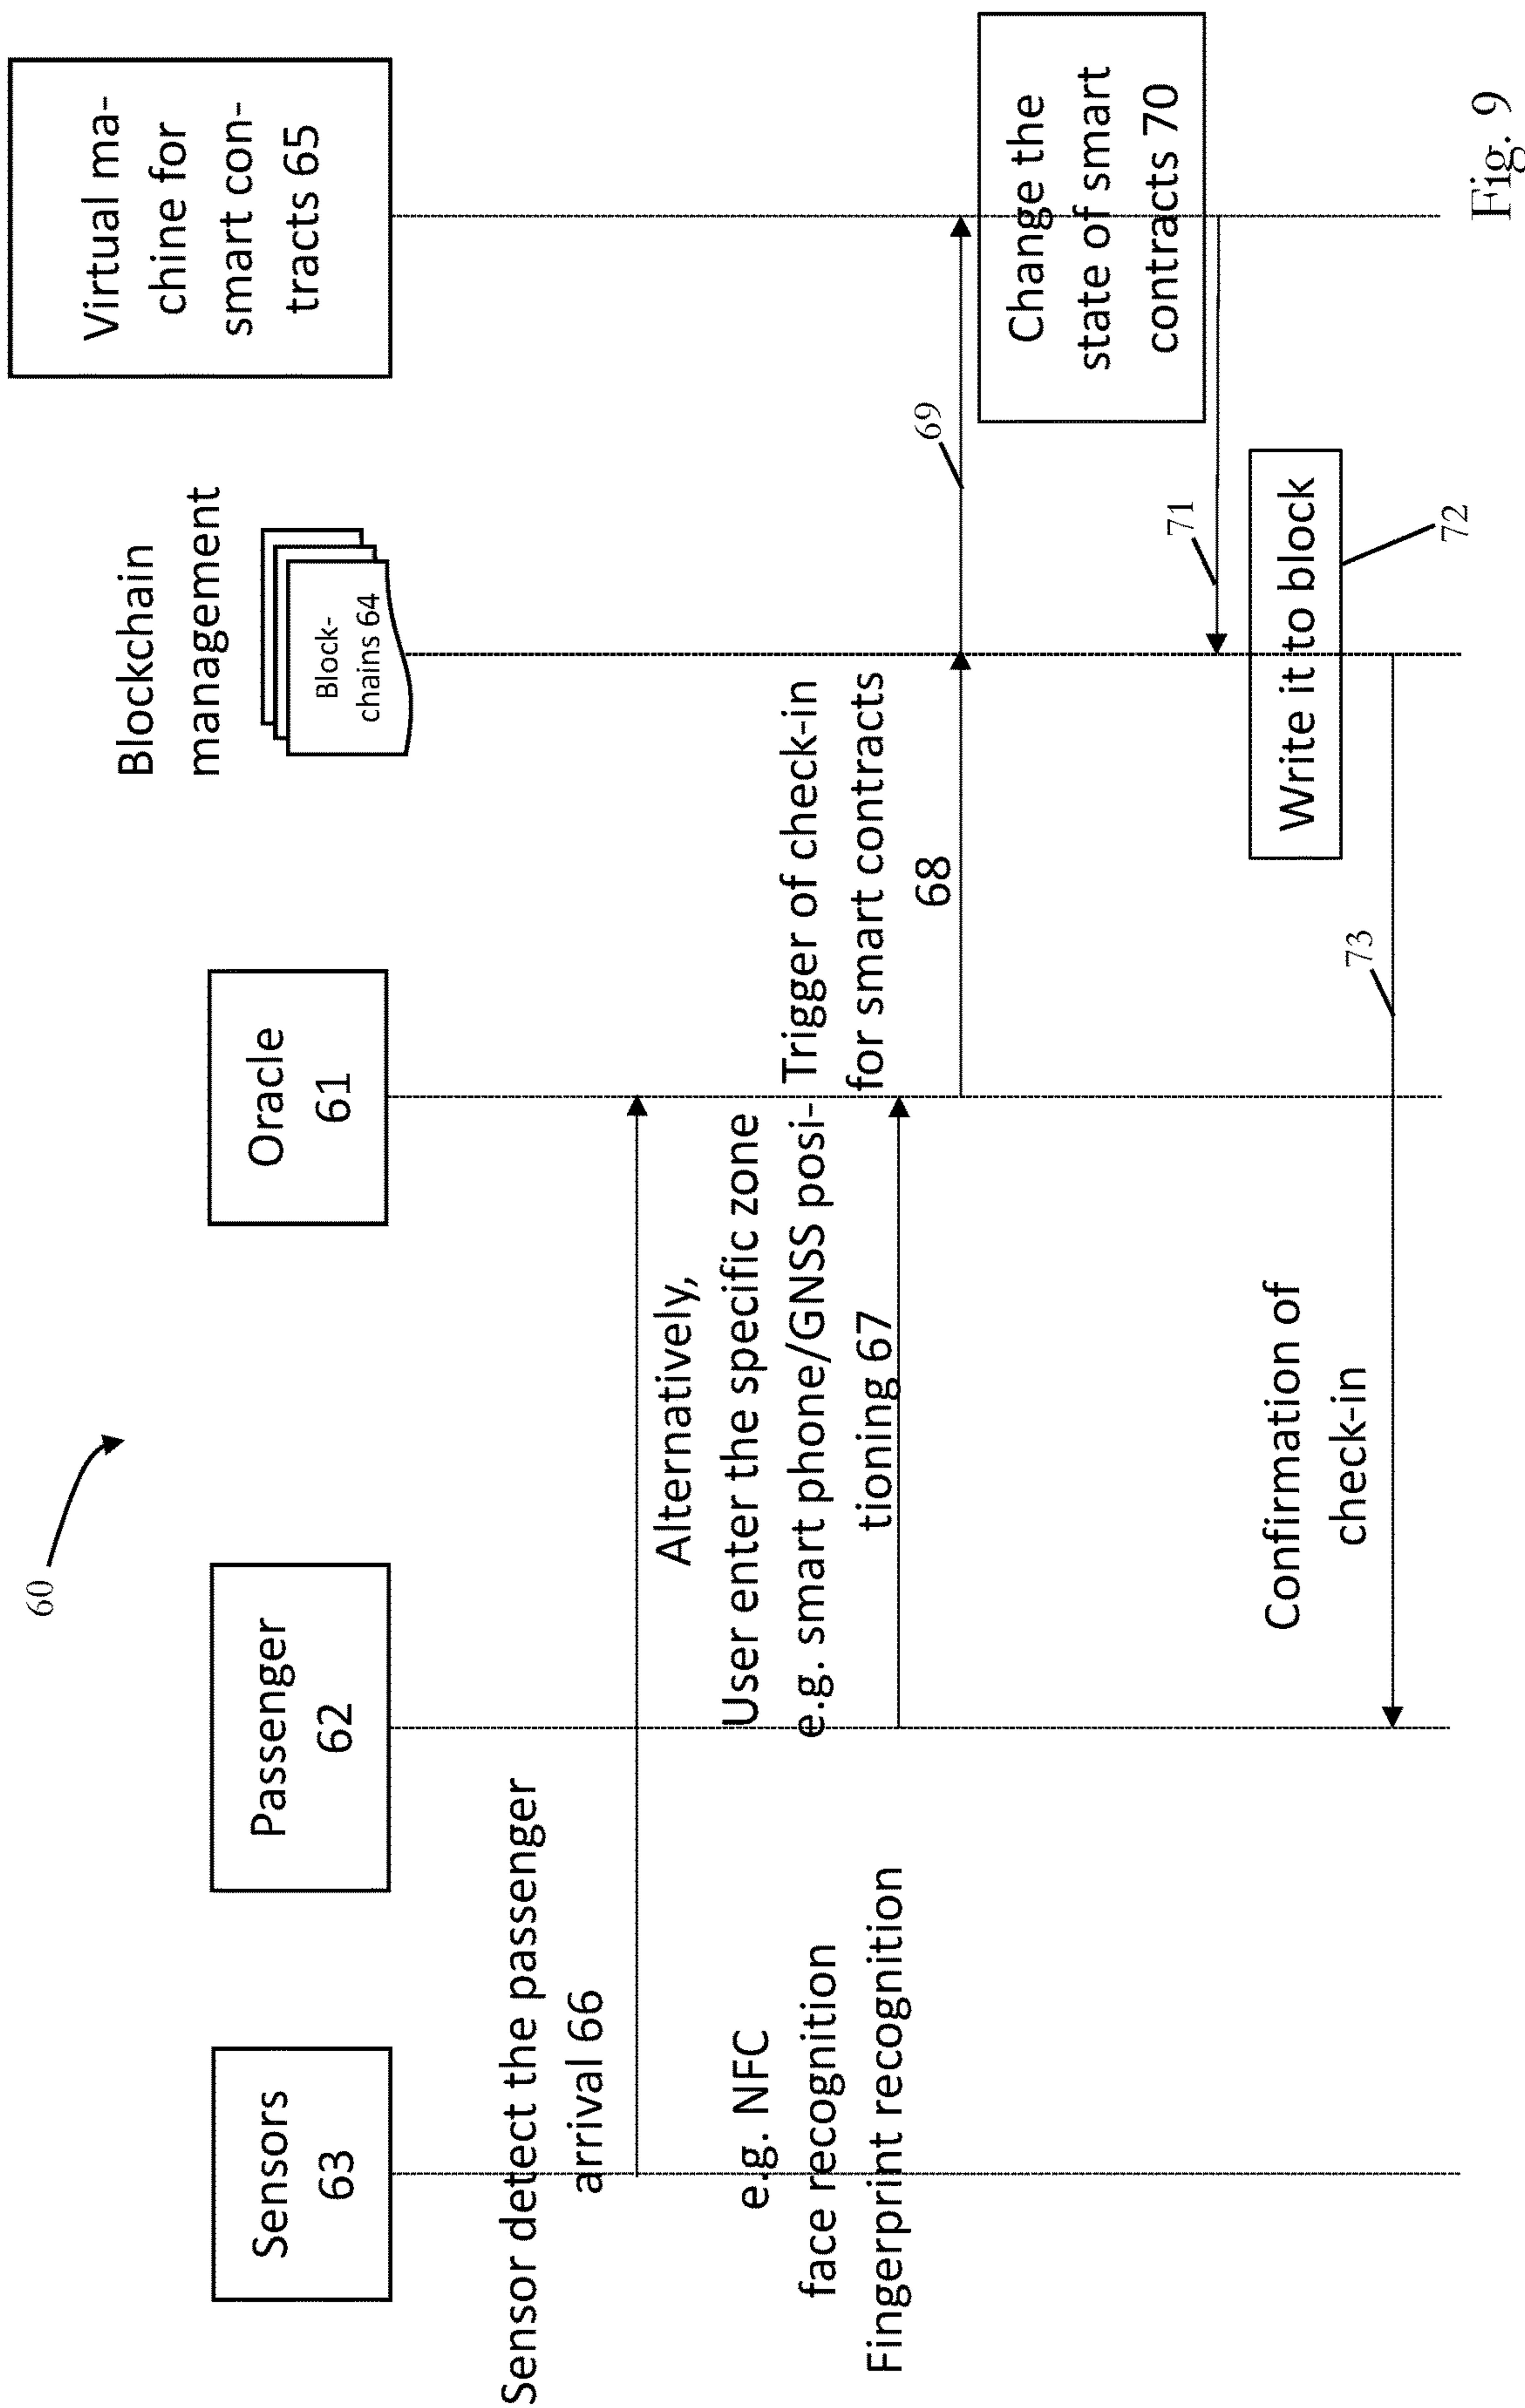 60
Sensors
63
Passenger
62
Oracle
61
Blockchain
management
Block-
chains 64
Virtual ma-
chine for
smart con-
tracts 65
Sensor detect the passenger
arrival 66
e.g. NFC
face recognition
Fingerprint recognition
Alternatively,
User enter the specific zone
e.g. smart phone/GNSS posi-
tioning 67
Trigger of check-in
for smart contracts
68
69
Change the
state of smart
contracts 70
71
Write it to block
72
Confirmation of
check-in
73
Fig. 9